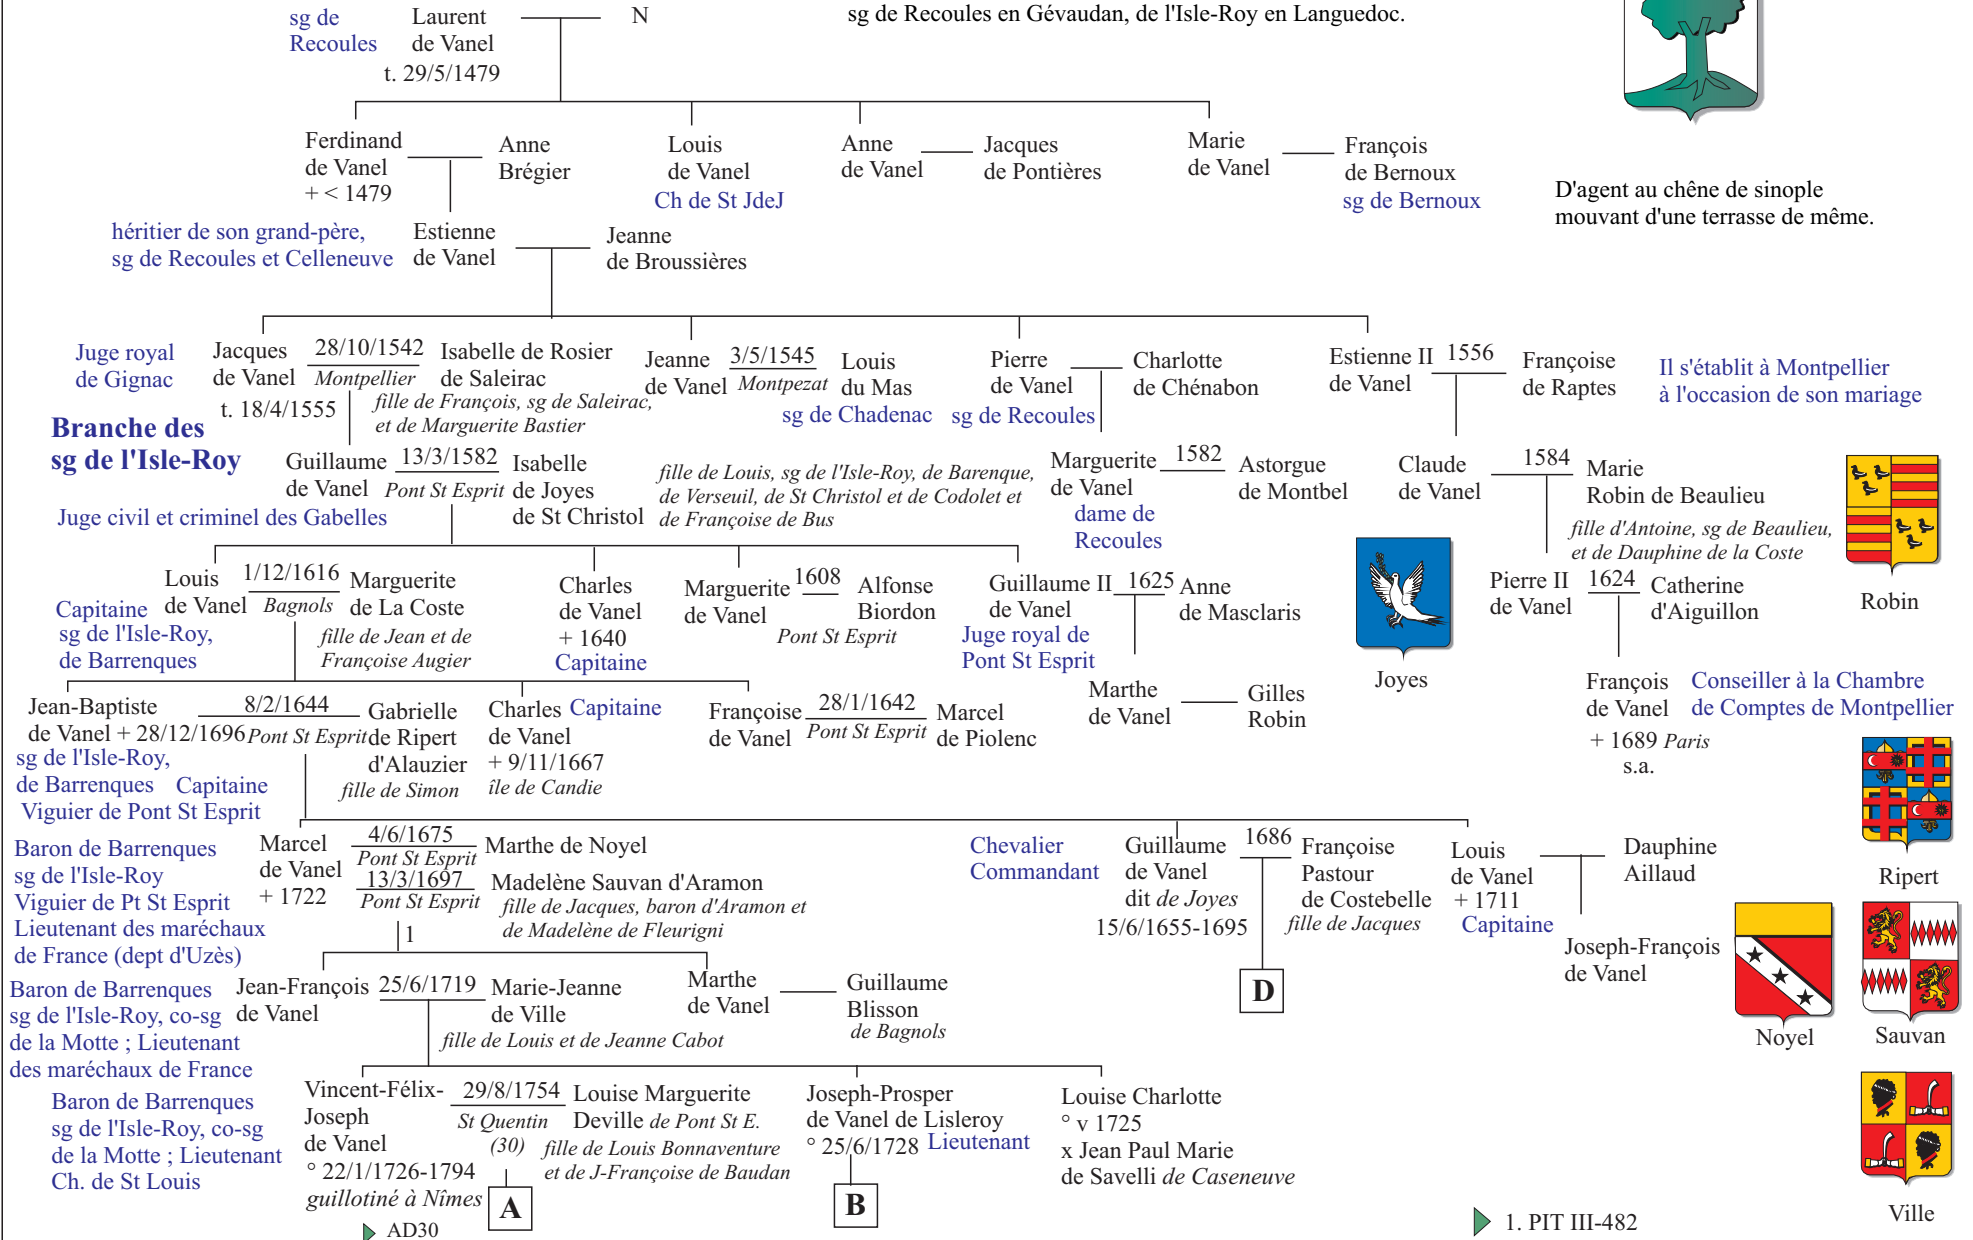 sg de
Recoules
Laurent
de Vanel
t. 29/5/1479
N
sg de Recoules en Gévaudan, de l'Isle-Roy en Languedoc.
Ferdinand
de Vanel
+ < 1479
Anne
Brégier
Louis
de Vanel
Ch de St JdeJ
Anne
de Vanel
Jacques
de Pontières
Marie
de Vanel
François
de Bernoux
sg de Bernoux
D'agent au chêne de sinople
mouvant d'une terrasse de même.
héritier de son grand-père,
sg de Recoules et Celleneuve
Estienne
de Vanel
Jeanne
de Broussières
Juge royal
de Gignac
Jacques
de Vanel
t. 18/4/1555
28/10/1542
Montpellier
Isabelle de Rosier
de Saleirac
fille de François, sg de Saleirac,
et de Marguerite Bastier
Jeanne
de Vanel
3/5/1545
Montpezat
Louis
du Mas
sg de Chadenac
Pierre
de Vanel
sg de Recoules
Charlotte
de Chénabon
Estienne II
de Vanel
1556
Françoise
de Raptes
Il s'établit à Montpellier
à l'occasion de son mariage
Branche des
sg de l'Isle-Roy
Guillaume
de Vanel
13/3/1582
Pont St Esprit
Isabelle
de Joyes
de St Christol
Juge civil et criminel des Gabelles
fille de Louis, sg de l'Isle-Roy, de Barenque,
de Verseuil, de St Christol et de Codolet et
de Françoise de Bus
Marguerite
de Vanel
dame de
Recoules
1582
Astorgue
de Montbel
Claude
de Vanel
1584
Marie
Robin de Beaulieu
fille d'Antoine, sg de Beaulieu,
et de Dauphine de la Coste
Robin
Louis
de Vanel
Capitaine
sg de l'Isle-Roy,
de Barrenques
1/12/1616
Bagnols
Marguerite
de La Coste
fille de Jean et de
Françoise Augier
Charles
de Vanel
+ 1640
Capitaine
Marguerite
de Vanel
1608
Alfonse
Biordon
Pont St Esprit
Guillaume II
de Vanel
Juge royal de
Pont St Esprit
1625
Anne
de Masclaris
Joyes
Pierre II
de Vanel
1624
Catherine
d'Aiguillon
Jean-Baptiste
de Vanel + 28/12/1696
sg de l'Isle-Roy,
de Barrenques Capitaine
Viguier de Pont St Esprit
8/2/1644
Pont St Esprit
Gabrielle
de Ripert
d'Alauzier
fille de Simon
Charles Capitaine
de Vanel
+ 9/11/1667
île de Candie
Françoise
de Vanel
28/1/1642
Pont St Esprit
Marcel
de Piolenc
Marthe
de Vanel
Gilles
Robin
François
de Vanel
+ 1689 Paris
s.a.
Conseiller à la Chambre
de Comptes de Montpellier
Ripert
Baron de Barrenques
sg de l'Isle-Roy
Viguier de Pt St Esprit
Lieutenant des maréchaux
de France (dept d'Uzès)
Marcel
de Vanel
+ 1722
4/6/1675
Pont St Esprit
Marthe de Noyel
13/3/1697
Pont St Esprit
Madelène Sauvan d'Aramon
fille de Jacques, baron d'Aramon et
de Madelène de Fleurigni
1
Chevalier
Commandant
Guillaume
de Vanel
dit de Joyes
15/6/1655-1695
1686
Françoise
Pastour
de Costebelle
fille de Jacques
D
Louis
de Vanel
+ 1711
Capitaine
Dauphine
Aillaud
Joseph-François
de Vanel
Noyel
Sauvan
Baron de Barrenques
sg de l'Isle-Roy, co-sg
de la Motte ; Lieutenant
des maréchaux de France
Jean-François
de Vanel
25/6/1719
Marie-Jeanne
de Ville
fille de Louis et de Jeanne Cabot
Marthe
de Vanel
Guillaume
Blisson
de Bagnols
Baron de Barrenques
sg de l'Isle-Roy, co-sg
de la Motte ; Lieutenant
Ch. de St Louis
Vincent-Félix-
Joseph
de Vanel
° 22/1/1726-1794
guillotiné à Nîmes
AD30
29/8/1754
St Quentin
(30)
Louise Marguerite
Deville de Pont St E.
fille de Louis Bonnaventure
et de J-Françoise de Baudan
A
Joseph-Prosper
de Vanel de Lisleroy
° 25/6/1728 Lieutenant
B
Louise Charlotte
° v 1725
x Jean Paul Marie
de Savelli de Caseneuve
1. PIT III-482
Ville